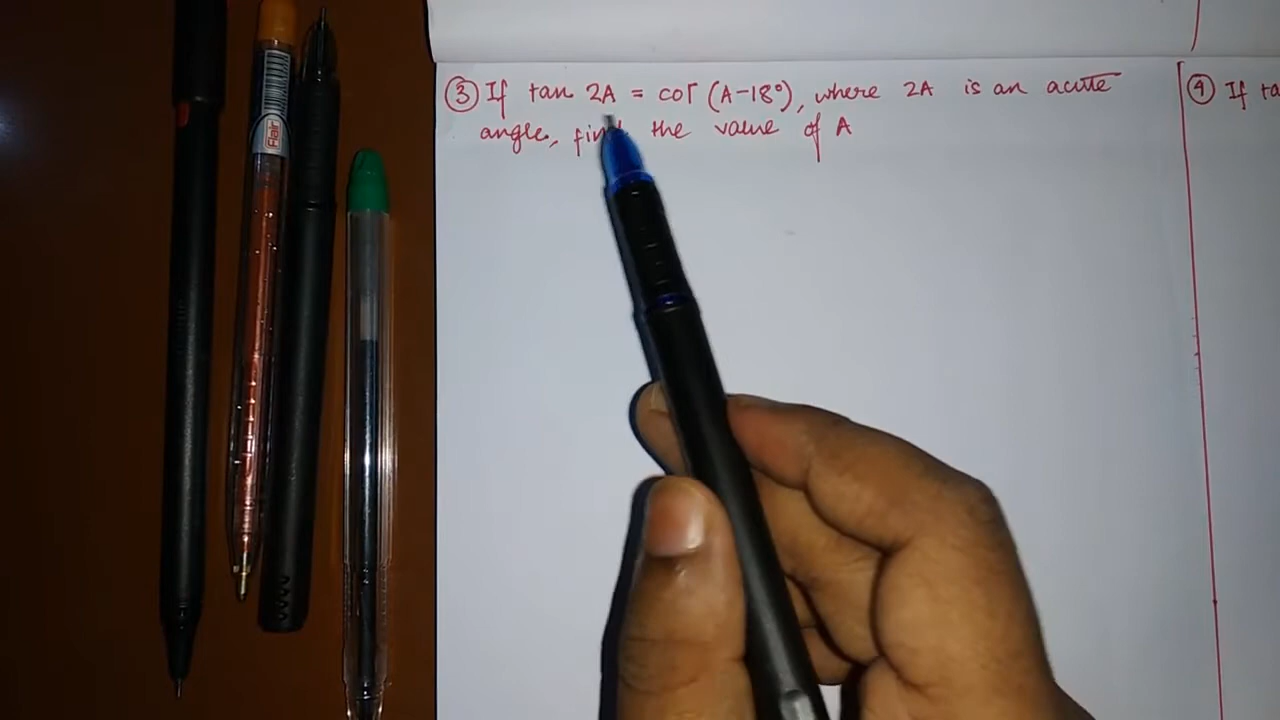 ③ If tan 2A = cot (A-18°), where 2A is an acute
angle, find the value of A
④ If ta
Flair